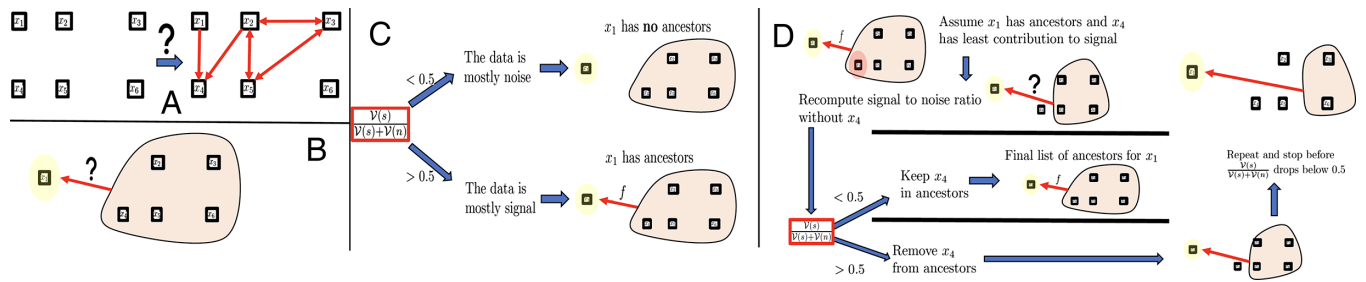 x₁ x₂ x₃
x₄ x₅ x₆
?
x₁ x₂ x₃
x₄ x₅ x₆
A
B
?
x₂ x₃
C
x₁ has no ancestors
The data is
mostly noise
< 0.5
V(s)
V(s)+V(n)
> 0.5
The data is
mostly signal
x₁ has ancestors
f
D
f
Assume x₁ has ancestors and x₄
has least contribution to signal
Recompute signal to noise ratio
without x₄
?
Final list of ancestors for x₁
Keep x₄
in ancestors
f
< 0.5
V(s)
V(s)+V(n)
> 0.5
Remove x₄
from ancestors
Repeat and stop before
V(s)
V(s)+V(n) drops below 0.5